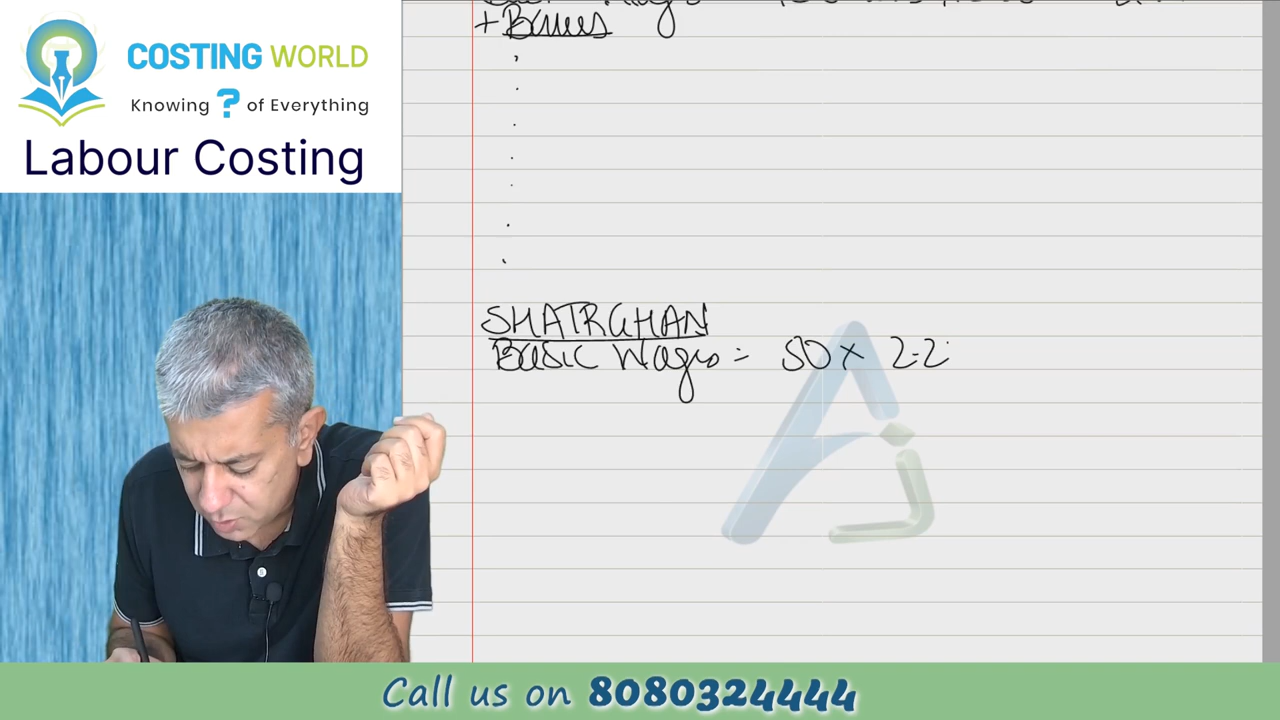 COSTING WORLD
Knowing ? of Everything
Labour Costing
+ Bonus
SHATRGHAN
BASIC Wages = 50 x 2.2
Call us on 8080324444